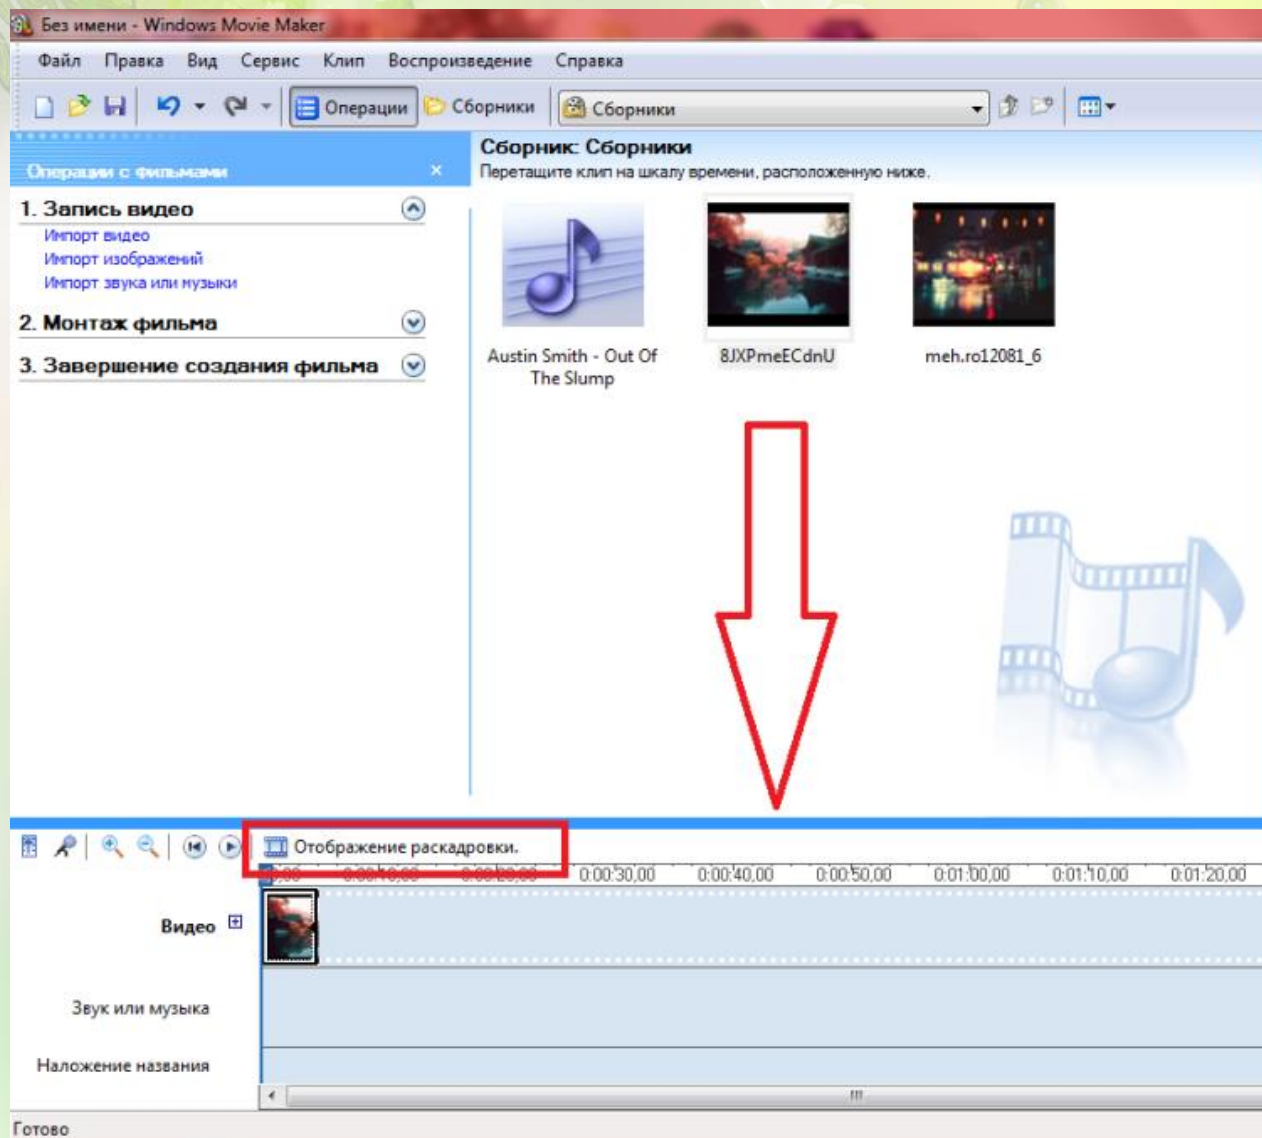 Без имени - Windows Movie Maker
Файл Правка Вид Сервис Клип Воспроизведение Справка
Операции Сборники Сборники
Операции с фильмами
1. Запись видео
Импорт видео
Импорт изображений
Импорт звука или музыки
2. Монтаж фильма
3. Завершение создания фильма
Сборник: Сборники
Перетащите клип на шкалу времени, расположенную ниже.
Austin Smith - Out Of
The Slump
8JXPmeECdnU
meh.ro12081_6
Отображение раскадровки.
0:00:30,00 0:00:40,00 0:00:50,00 0:01:00,00 0:01:10,00 0:01:20,00
Видео
Звук или музыка
Наложение названия
Готово